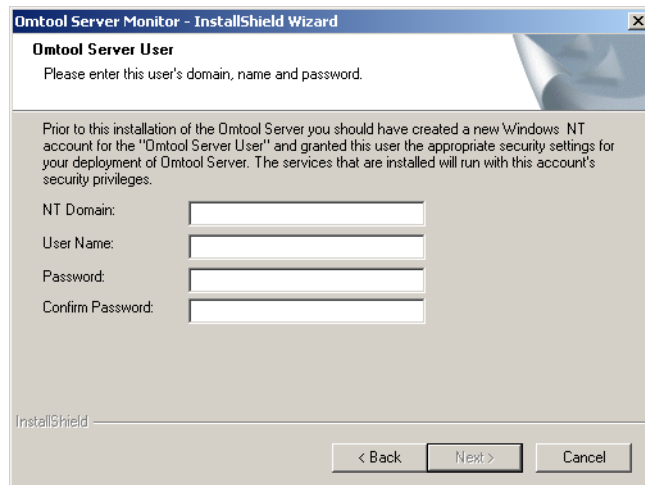 Omtool Server Monitor - InstallShield Wizard
Omtool Server User
Please enter this user's domain, name and password.
Prior to this installation of the Omtool Server you should have created a new Windows NT
account for the "Omtool Server User" and granted this user the appropriate security settings for
your deployment of Omtool Server. The services that are installed will run with this account's
security privileges.
NT Domain:
User Name:
Password:
Confirm Password:
InstallShield
< Back Next > Cancel